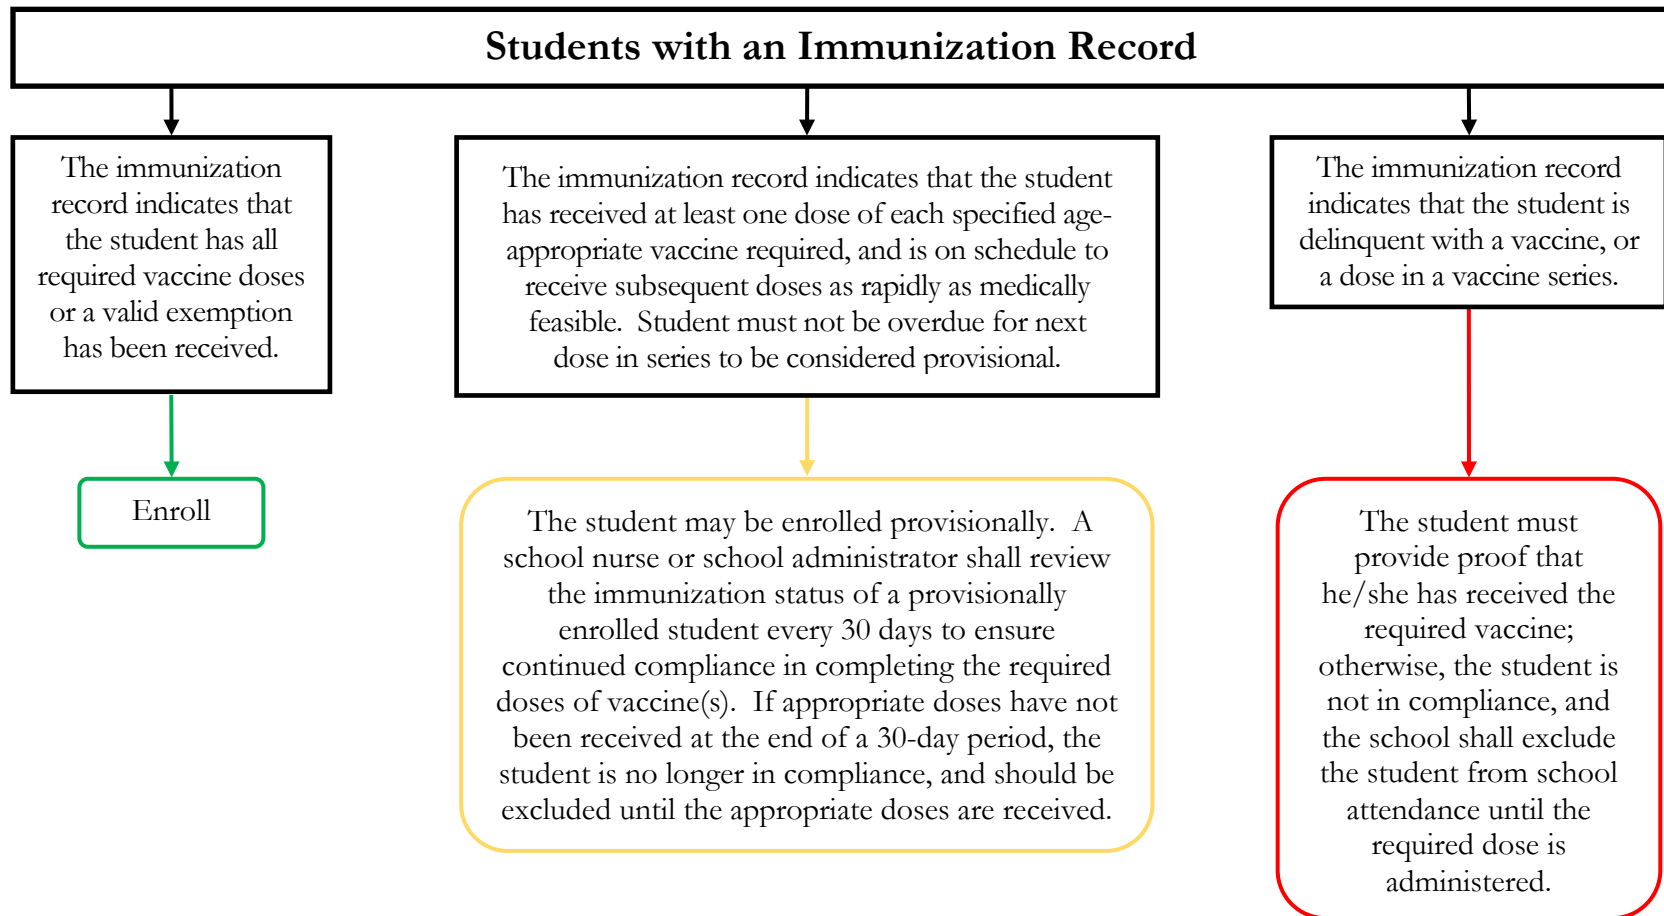 Students with an Immunization Record
The immunization
record indicates that
the student has all
required vaccine doses
or a valid exemption
has been received.
The immunization record indicates that the student
has received at least one dose of each specified age-
appropriate vaccine required, and is on schedule to
receive subsequent doses as rapidly as medically
feasible.  Student must not be overdue for next
dose in series to be considered provisional.
The immunization record
indicates that the student is
delinquent with a vaccine, or
a dose in a vaccine series.
Enroll
The student may be enrolled provisionally.  A
school nurse or school administrator shall review
the immunization status of a provisionally
enrolled student every 30 days to ensure
continued compliance in completing the required
doses of vaccine(s).  If appropriate doses have not
been received at the end of a 30-day period, the
student is no longer in compliance, and should be
excluded until the appropriate doses are received.
The student must
provide proof that
he/she has received the
required vaccine;
otherwise, the student is
not in compliance, and
the school shall exclude
the student from school
attendance until the
required dose is
administered.